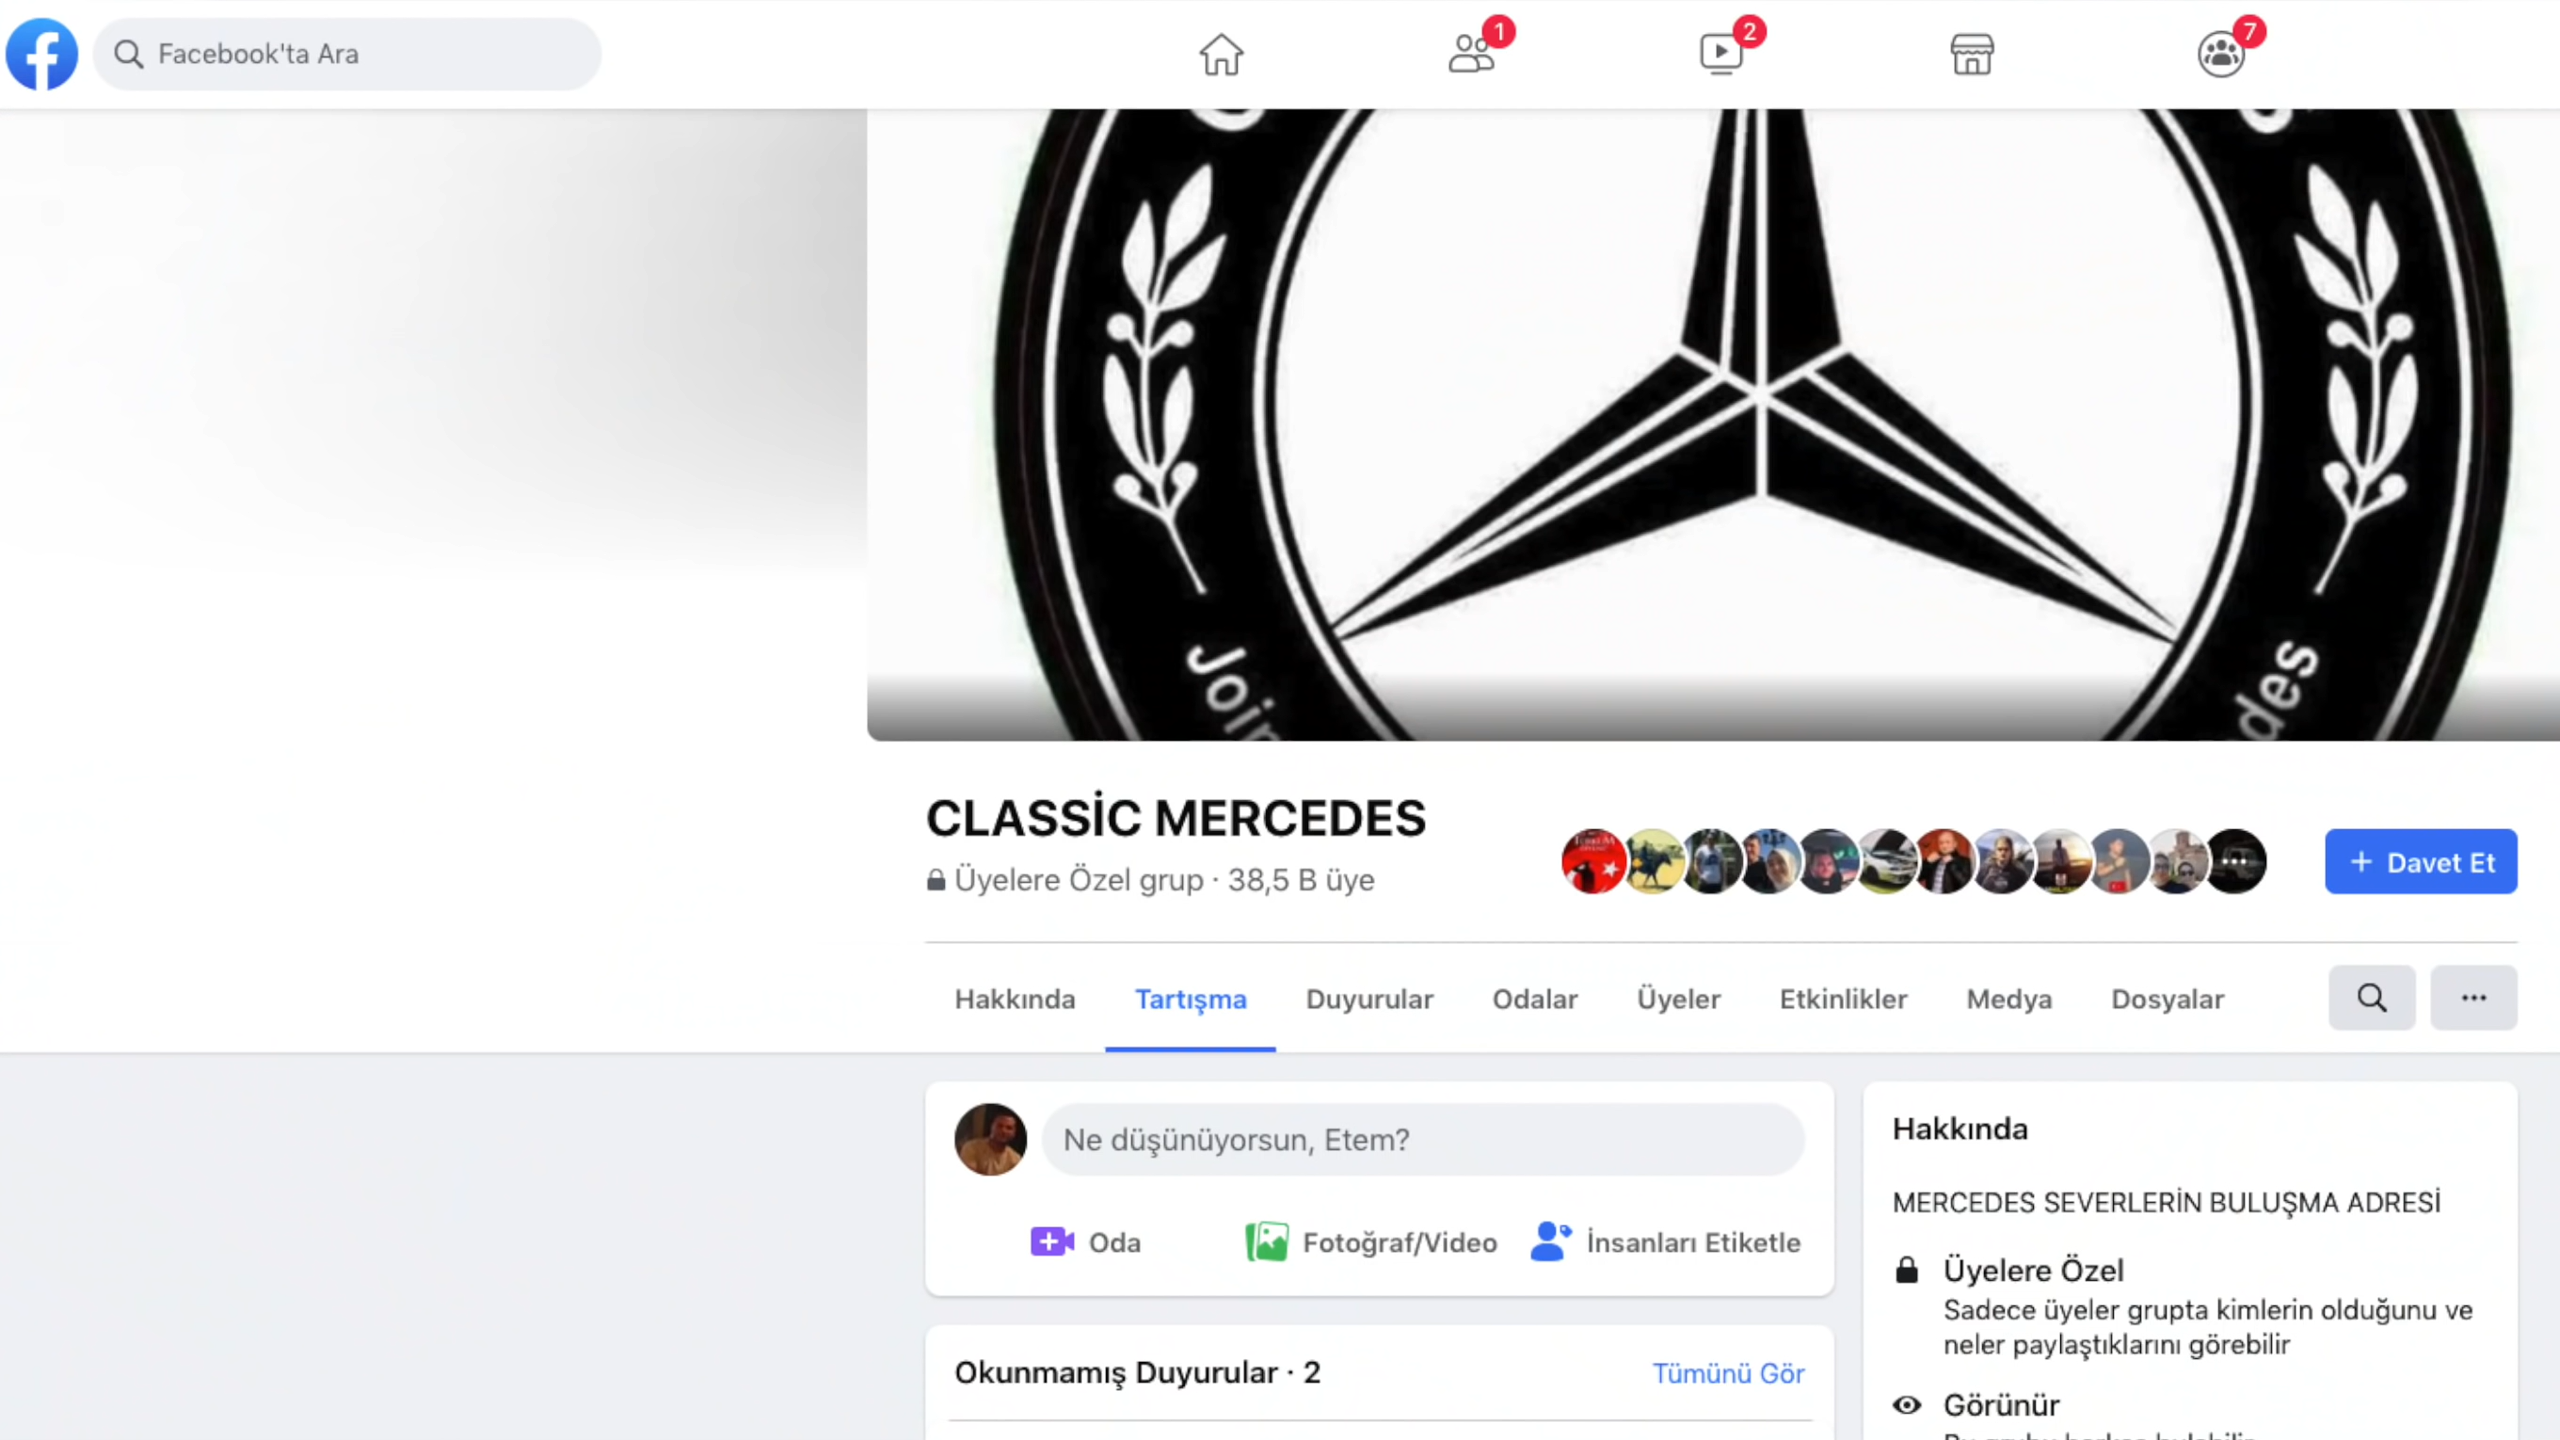 Facebook'ta Ara
1
2
7
Join
des
CLASSİC MERCEDES
Üyelere Özel grup · 38,5 B üye
+ Davet Et
Hakkında
Tartışma
Duyurular
Odalar
Üyeler
Etkinlikler
Medya
Dosyalar
Ne düşünüyorsun, Etem?
Oda
Fotoğraf/Video
İnsanları Etiketle
Okunmamış Duyurular · 2
Tümünü Gör
Hakkında
MERCEDES SEVERLERİN BULUŞMA ADRESİ
Üyelere Özel
Sadece üyeler grupta kimlerin olduğunu ve
neler paylaştıklarını görebilir
Görünür